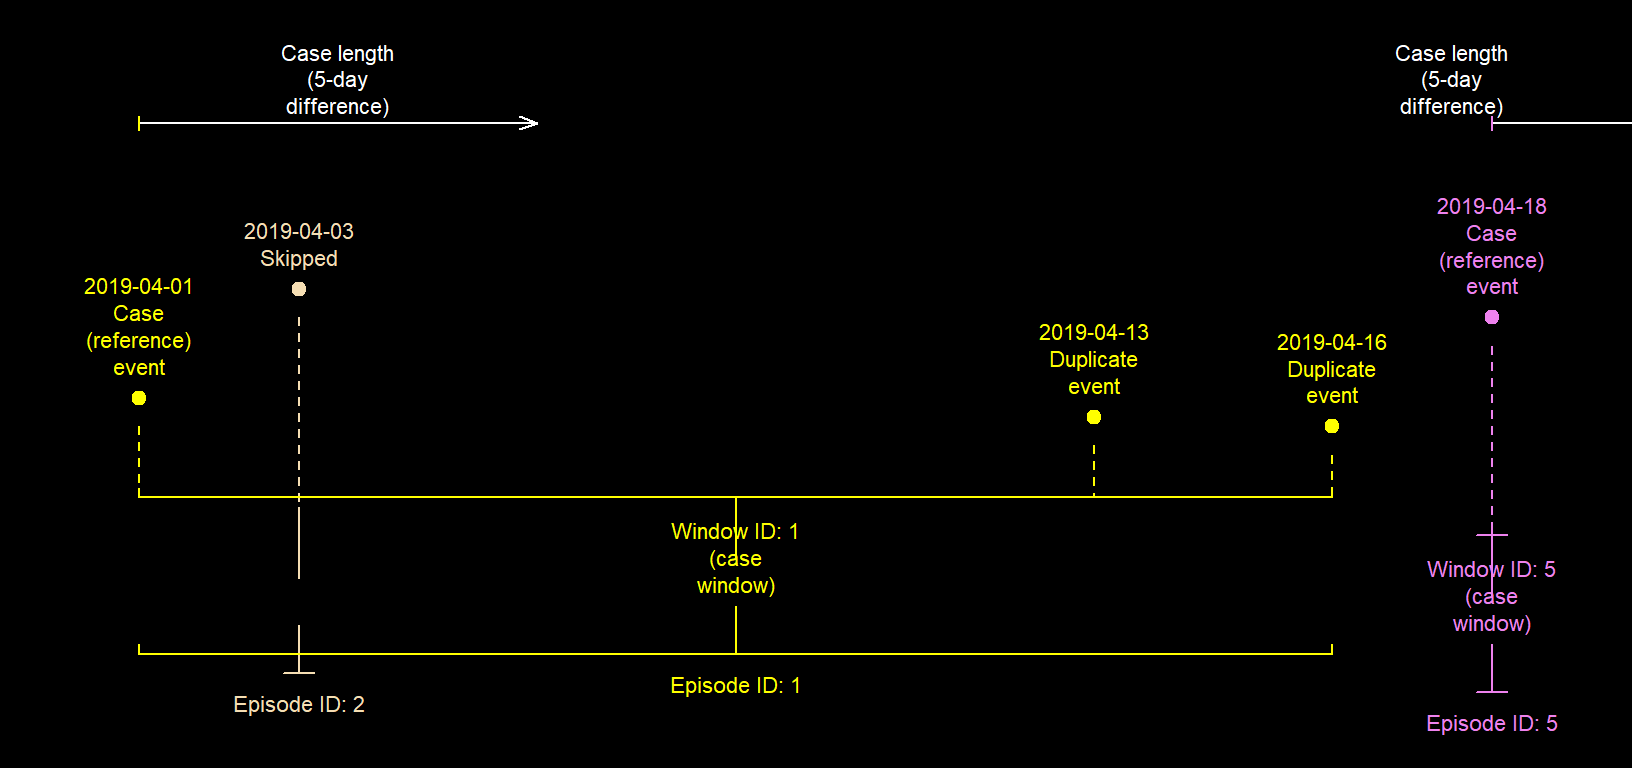 Case length
(5-day
difference)
Case length
(5-day
difference)
2019-04-03
Skipped
2019-04-01
Case
(reference)
event
2019-04-13
Duplicate
event
2019-04-16
Duplicate
event
2019-04-18
Case
(reference)
event
Window ID: 1
(case
window)
Window ID: 5
(case
window)
Episode ID: 2
Episode ID: 1
Episode ID: 5